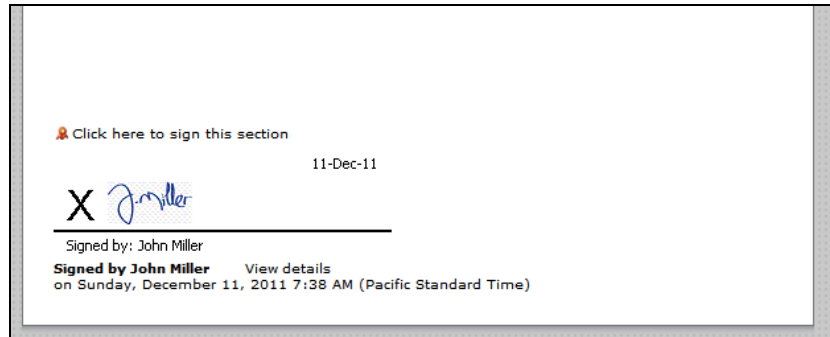 Click here to sign this section
11-Dec-11
X J.Miller
Signed by: John Miller
Signed by John Miller View details
on Sunday, December 11, 2011 7:38 AM (Pacific Standard Time)